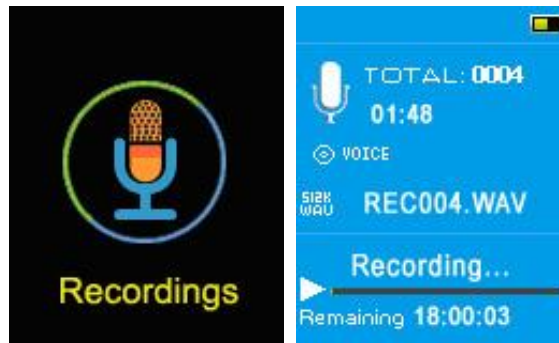 Recordings
TOTAL: 0004
01:48
VOICE
512K
WAV
REC004.WAV
Recording...
Remaining 18:00:03